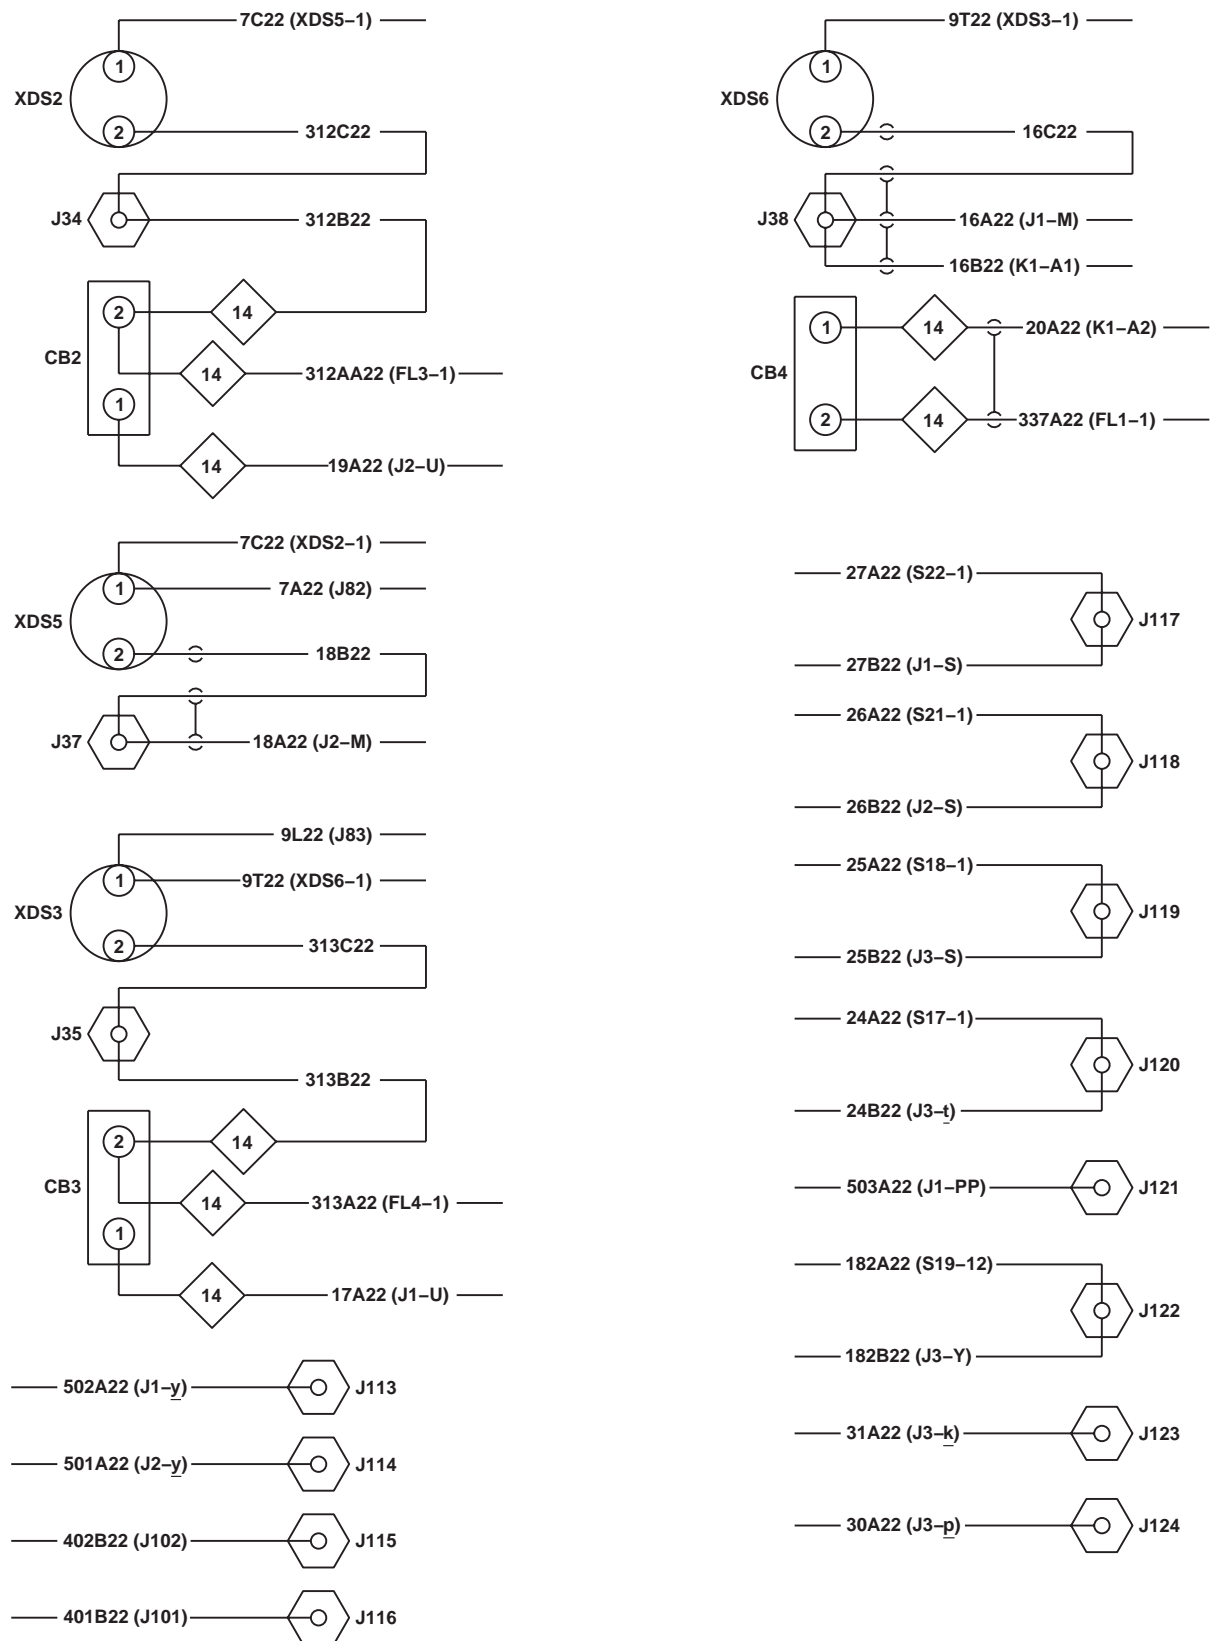 7C22 (XDS5–1)
1
XDS2
2
312C22
J34
312B22
2
14
CB2
14
312AA22 (FL3–1)
1
14
19A22 (J2–U)
7C22 (XDS2–1)
1
7A22 (J82)
XDS5
2
18B22
J37
18A22 (J2–M)
9L22 (J83)
1
9T22 (XDS6–1)
XDS3
2
313C22
J35
313B22
2
14
CB3
14
313A22 (FL4–1)
1
14
17A22 (J1–U)
502A22 (J1–y)
J113
501A22 (J2–y)
J114
402B22 (J102)
J115
401B22 (J101)
J116
9T22 (XDS3–1)
1
XDS6
2
16C22
J38
16A22 (J1–M)
16B22 (K1–A1)
1
14
20A22 (K1–A2)
CB4
2
14
337A22 (FL1–1)
27A22 (S22–1)
J117
27B22 (J1–S)
26A22 (S21–1)
J118
26B22 (J2–S)
25A22 (S18–1)
J119
25B22 (J3–S)
24A22 (S17–1)
J120
24B22 (J3–t)
503A22 (J1–PP)
J121
182A22 (S19–12)
J122
182B22 (J3–Y)
31A22 (J3–k)
J123
30A22 (J3–p)
J124